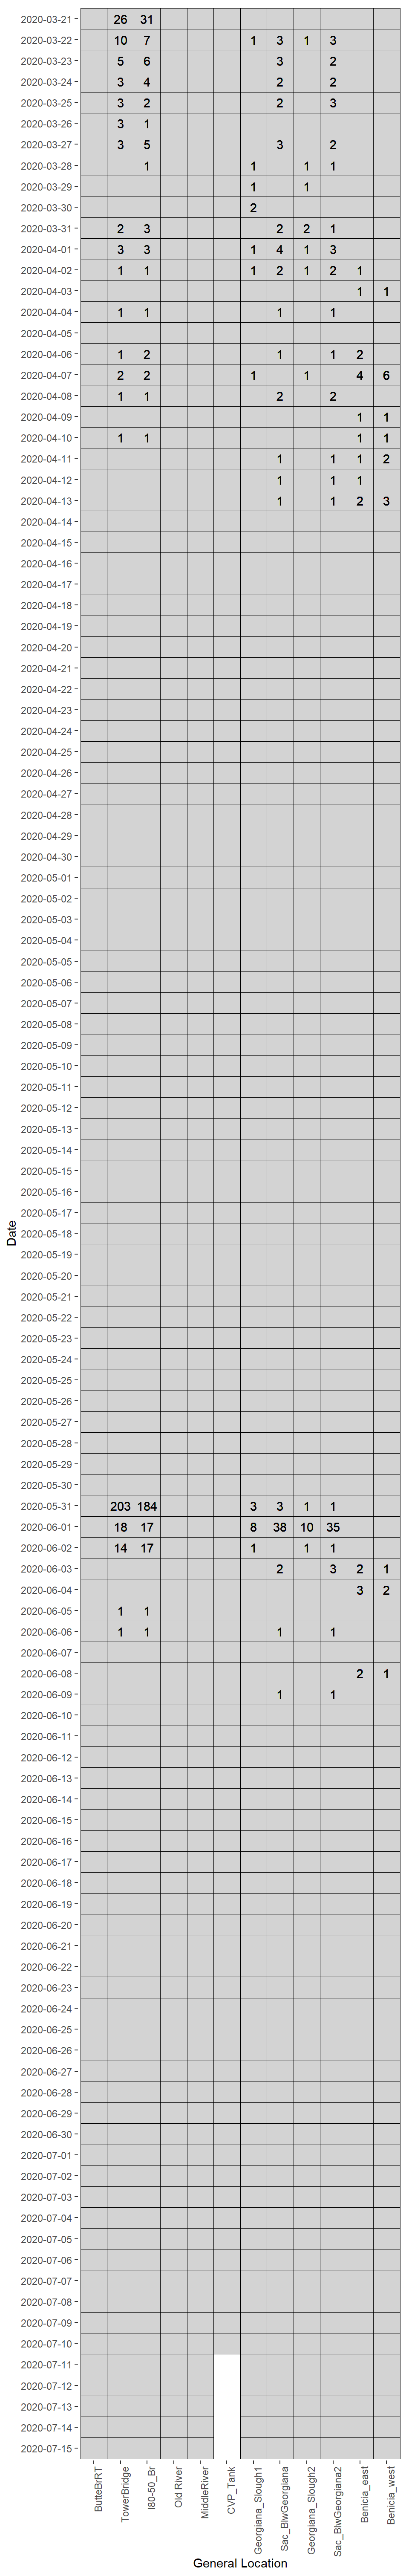 2020-03-21 26 31
2020-03-22 10 7 1 3 1 3
2020-03-23 5 6 3 2
2020-03-24 3 4 2 2
2020-03-25 3 2 2 3
2020-03-26 3 1
2020-03-27 3 5 3 2
2020-03-28 1 1 1 1
2020-03-29 1 1
2020-03-30 2
2020-03-31 2 3 2 2 1
2020-04-01 3 3 1 4 1 3
2020-04-02 1 1 1 2 1 2 1
2020-04-03 1 1
2020-04-04 1 1 1 1
2020-04-05
2020-04-06 1 2 1 1 2
2020-04-07 2 2 1 1 4 6
2020-04-08 1 1 2 2
2020-04-09 1 1
2020-04-10 1 1 1 1
2020-04-11 1 1 1 2
2020-04-12 1 1 1
2020-04-13 1 1 2 3
2020-04-14
2020-04-15
2020-04-16
2020-04-17
2020-04-18
2020-04-19
2020-04-20
2020-04-21
2020-04-22
2020-04-23
2020-04-24
2020-04-25
2020-04-26
2020-04-27
2020-04-28
2020-04-29
2020-04-30
2020-05-01
2020-05-02
2020-05-03
2020-05-04
2020-05-05
2020-05-06
2020-05-07
2020-05-08
2020-05-09
2020-05-10
2020-05-11
2020-05-12
2020-05-13
2020-05-14
2020-05-15
2020-05-16
2020-05-17
Date
2020-05-18
2020-05-19
2020-05-20
2020-05-21
2020-05-22
2020-05-23
2020-05-24
2020-05-25
2020-05-26
2020-05-27
2020-05-28
2020-05-29
2020-05-30
2020-05-31 203 184 3 3 1 1
2020-06-01 18 17 8 38 10 35
2020-06-02 14 17 1 1 1
2020-06-03 2 3 2 1
2020-06-04 3 2
2020-06-05 1 1
2020-06-06 1 1 1 1
2020-06-07
2020-06-08 2 1
2020-06-09 1 1
2020-06-10
2020-06-11
2020-06-12
2020-06-13
2020-06-14
2020-06-15
2020-06-16
2020-06-17
2020-06-18
2020-06-19
2020-06-20
2020-06-21
2020-06-22
2020-06-23
2020-06-24
2020-06-25
2020-06-26
2020-06-27
2020-06-28
2020-06-29
2020-06-30
2020-07-01
2020-07-02
2020-07-03
2020-07-04
2020-07-05
2020-07-06
2020-07-07
2020-07-08
2020-07-09
2020-07-10
2020-07-11
2020-07-12
2020-07-13
2020-07-14
2020-07-15
ButteBrRT
TowerBridge
I80-50_Br
Old River
MiddleRiver
CVP_Tank
Georgiana_Slough1
Sac_BlwGeorgiana
Georgiana_Slough2
Sac_BlwGeorgiana2
Benicia_east
Benicia_west
General Location